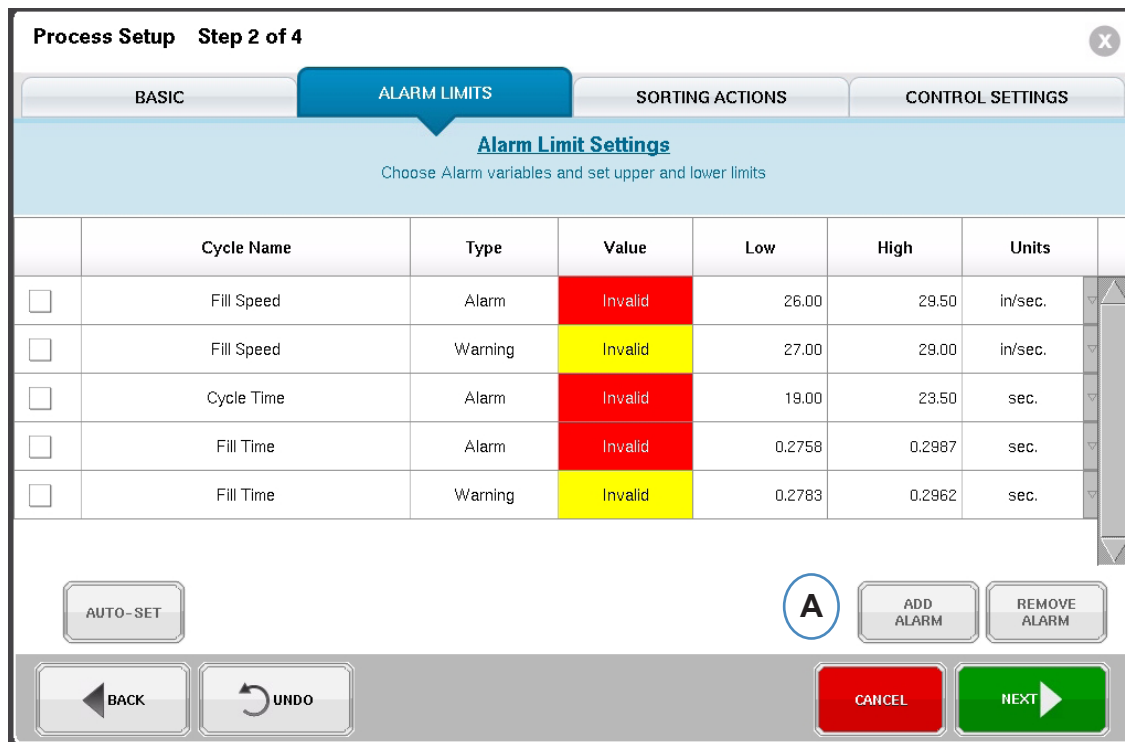 Process Setup Step 2 of 4
X
BASIC ALARM LIMITS SORTING ACTIONS CONTROL SETTINGS
Alarm Limit Settings
Choose Alarm variables and set upper and lower limits
Cycle Name Type Value Low High Units
Fill Speed Alarm Invalid 26.00 29.50 in/sec.
Fill Speed Warning Invalid 27.00 29.00 in/sec.
Cycle Time Alarm Invalid 19.00 23.50 sec.
Fill Time Alarm Invalid 0.2758 0.2987 sec.
Fill Time Warning Invalid 0.2783 0.2962 sec.
AUTO-SET
A
ADD
ALARM
REMOVE
ALARM
BACK UNDO CANCEL NEXT